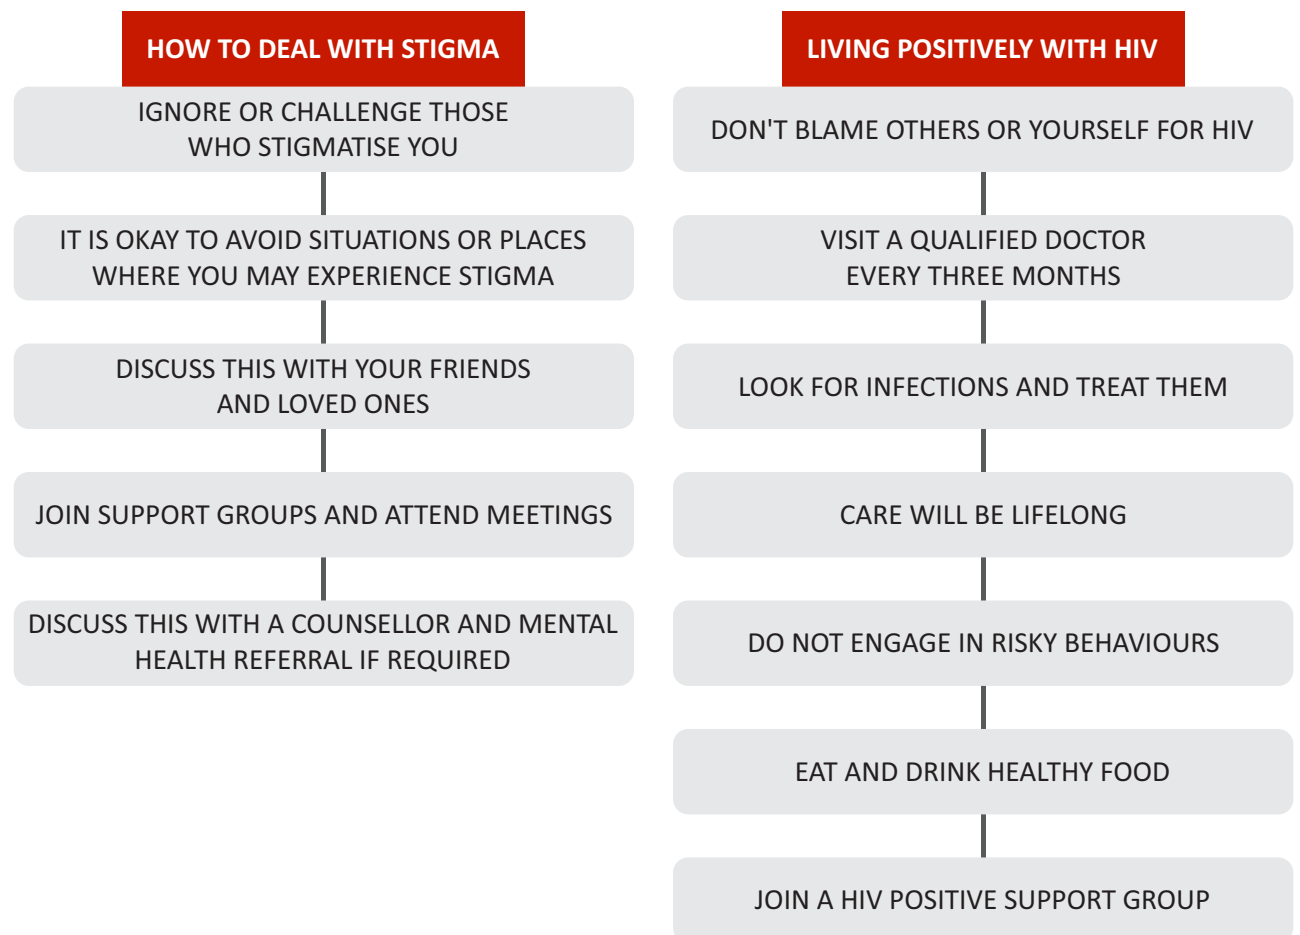 HOW TO DEAL WITH STIGMA
IGNORE OR CHALLENGE THOSE
WHO STIGMATISE YOU
IT IS OKAY TO AVOID SITUATIONS OR PLACES
WHERE YOU MAY EXPERIENCE STIGMA
DISCUSS THIS WITH YOUR FRIENDS
AND LOVED ONES
JOIN SUPPORT GROUPS AND ATTEND MEETINGS
DISCUSS THIS WITH A COUNSELLOR AND MENTAL
HEALTH REFERRAL IF REQUIRED
LIVING POSITIVELY WITH HIV
DON'T BLAME OTHERS OR YOURSELF FOR HIV
VISIT A QUALIFIED DOCTOR
EVERY THREE MONTHS
LOOK FOR INFECTIONS AND TREAT THEM
CARE WILL BE LIFELONG
DO NOT ENGAGE IN RISKY BEHAVIOURS
EAT AND DRINK HEALTHY FOOD
JOIN A HIV POSITIVE SUPPORT GROUP